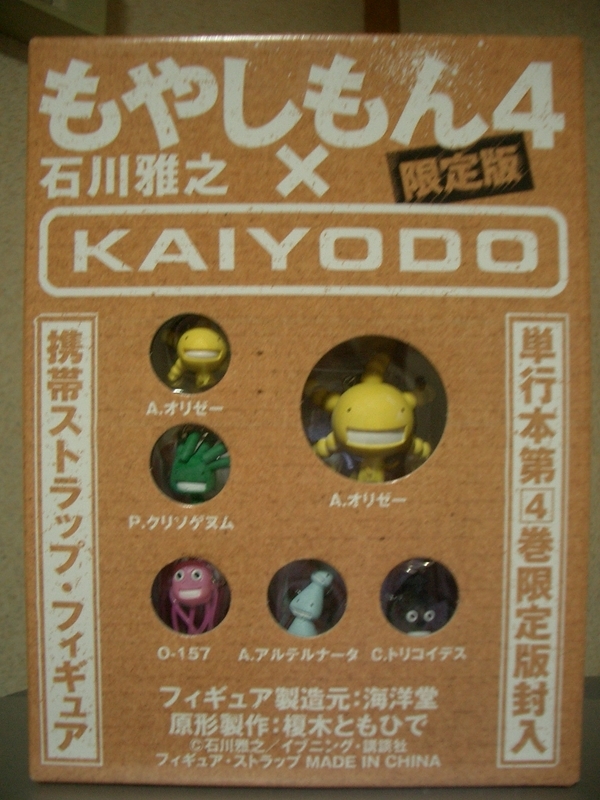 もやしもん4
石川雅之 × 限定版
KAIYODO
携帯ストラップ・フィギュア
単行本第4巻限定版封入
A.オリゼー
A.オリゼー
P.クリソゲヌム
O-157 A.アルテルナータ C.トリコイデス
フィギュア製造元:海洋堂
原形製作:榎木ともひで
©石川雅之/イブニング・講談社
フィギュア・ストラップ MADE IN CHINA